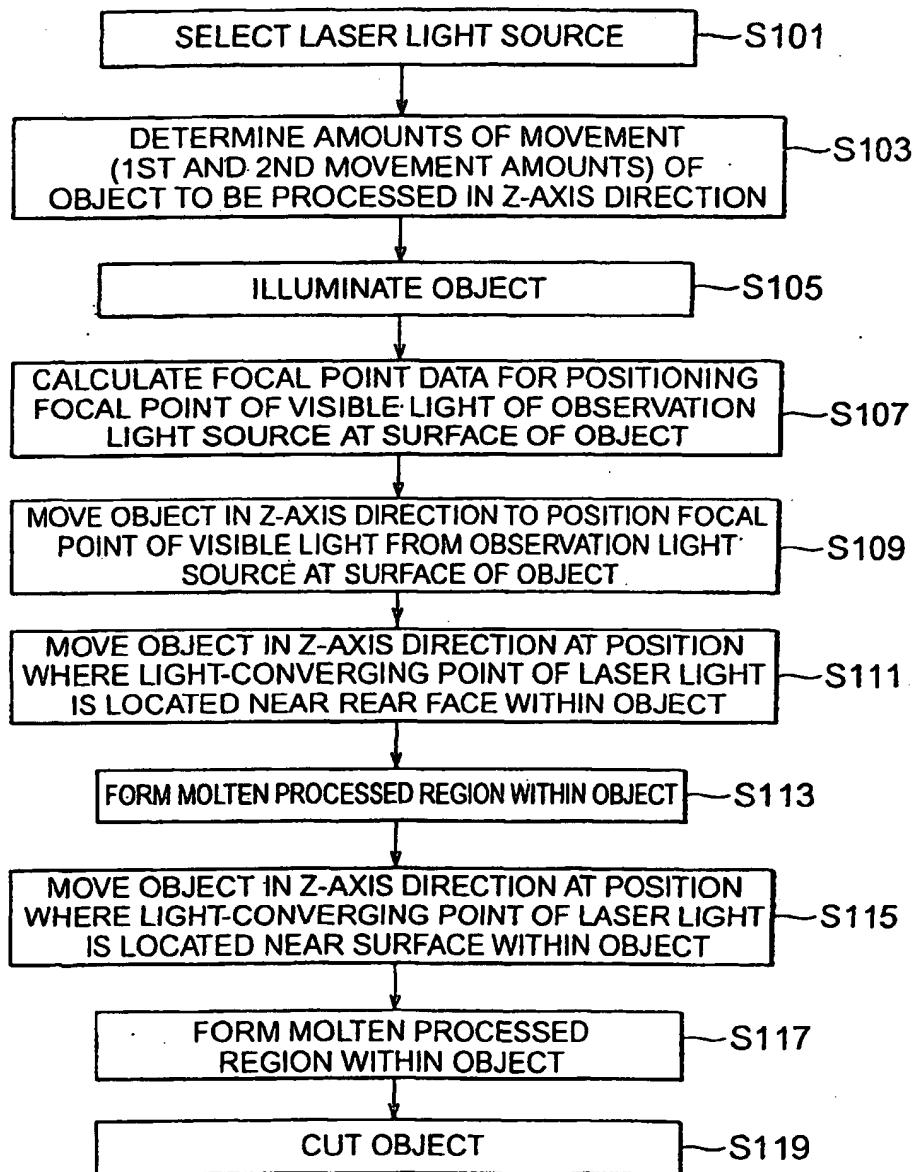 SELECT LASER LIGHT SOURCE
S101
DETERMINE AMOUNTS OF MOVEMENT
(1ST AND 2ND MOVEMENT AMOUNTS) OF
OBJECT TO BE PROCESSED IN Z-AXIS DIRECTION
S103
ILLUMINATE OBJECT
S105
CALCULATE FOCAL POINT DATA FOR POSITIONING
FOCAL POINT OF VISIBLE LIGHT OF OBSERVATION
LIGHT SOURCE AT SURFACE OF OBJECT
S107
MOVE OBJECT IN Z-AXIS DIRECTION TO POSITION FOCAL
POINT OF VISIBLE LIGHT FROM OBSERVATION LIGHT
SOURCE AT SURFACE OF OBJECT
S109
MOVE OBJECT IN Z-AXIS DIRECTION AT POSITION
WHERE LIGHT-CONVERGING POINT OF LASER LIGHT
IS LOCATED NEAR REAR FACE WITHIN OBJECT
S111
FORM MOLTEN PROCESSED REGION WITHIN OBJECT
S113
MOVE OBJECT IN Z-AXIS DIRECTION AT POSITION
WHERE LIGHT-CONVERGING POINT OF LASER LIGHT
IS LOCATED NEAR SURFACE WITHIN OBJECT
S115
FORM MOLTEN PROCESSED
REGION WITHIN OBJECT
S117
CUT OBJECT
S119